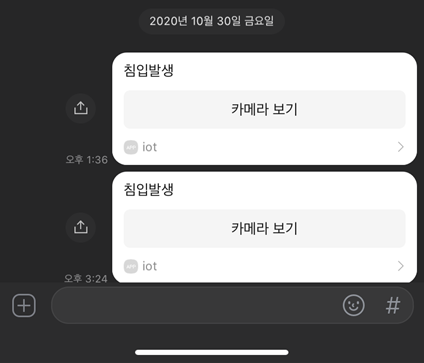 2020년 10월 30일 금요일
침입발생
카메라 보기
iot
오후 1:36
침입발생
카메라 보기
iot
오후 3:24
#